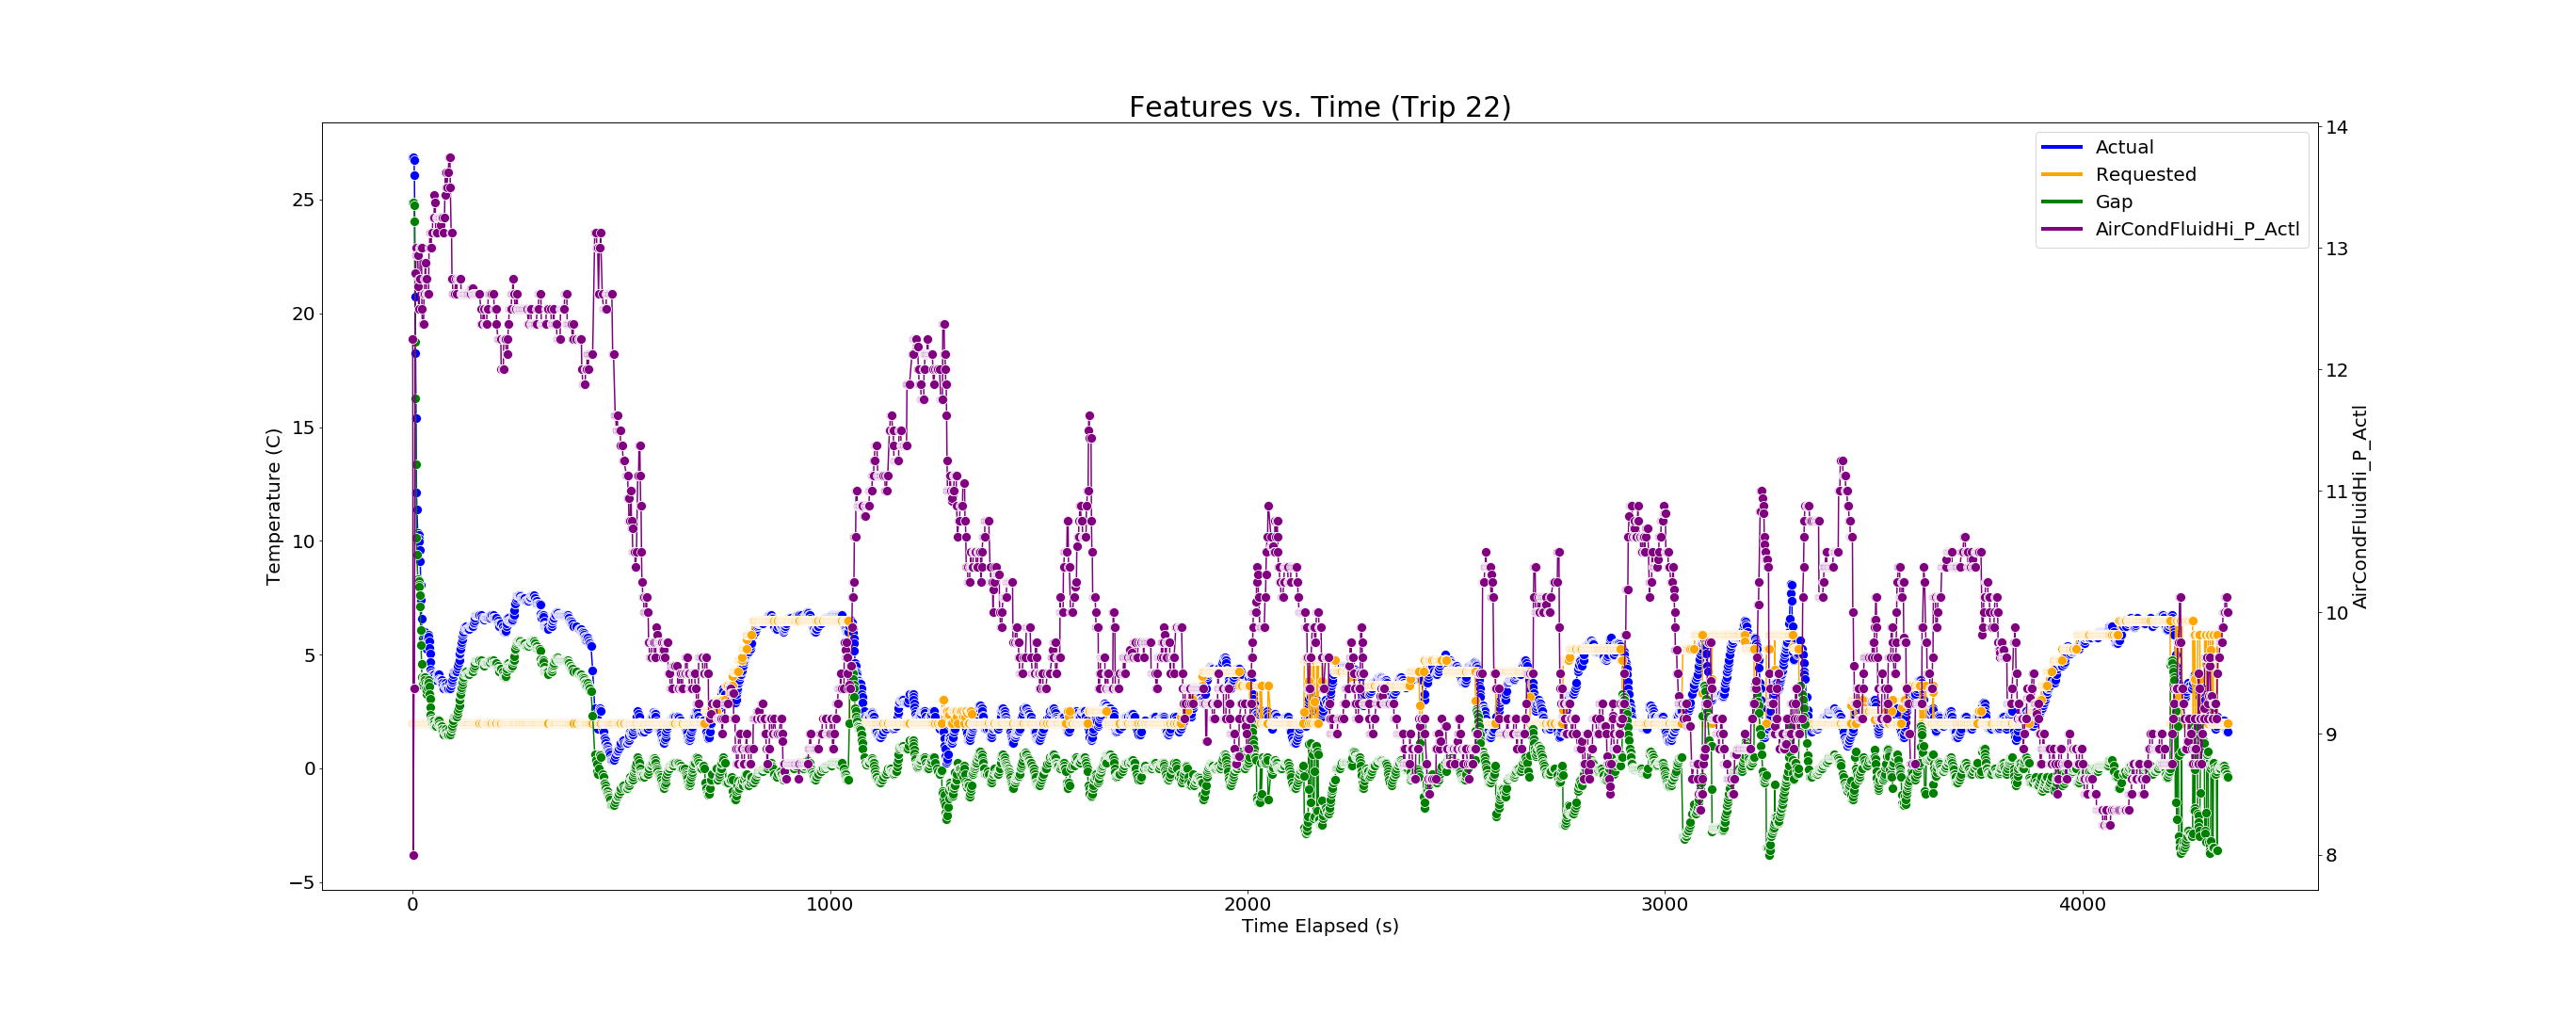 Features vs. Time (Trip 22)
Actual
Requested
Gap
AirCondFluidHi_P_Actl
Temperature (C)
25
20
15
10
5
0
−5
14
13
12
11
10
9
8
AirCondFluidHi_P_Actl
0 1000 2000 3000 4000
Time Elapsed (s)